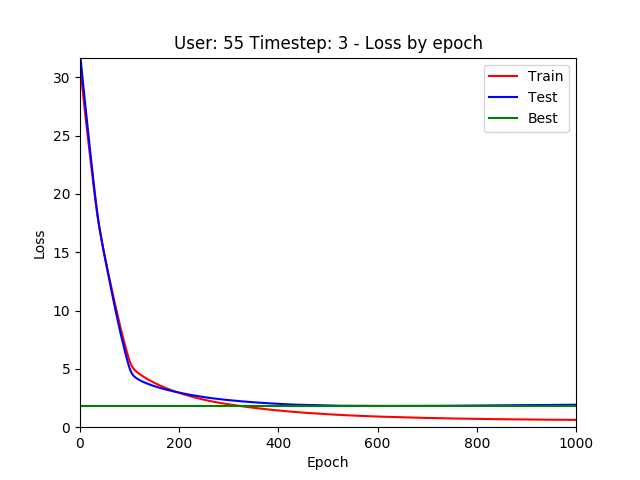 User: 55 Timestep: 3 - Loss by epoch
Train
Test
Best
30
25
20
15
10
5
0
Loss
0 200 400 600 800 1000
Epoch